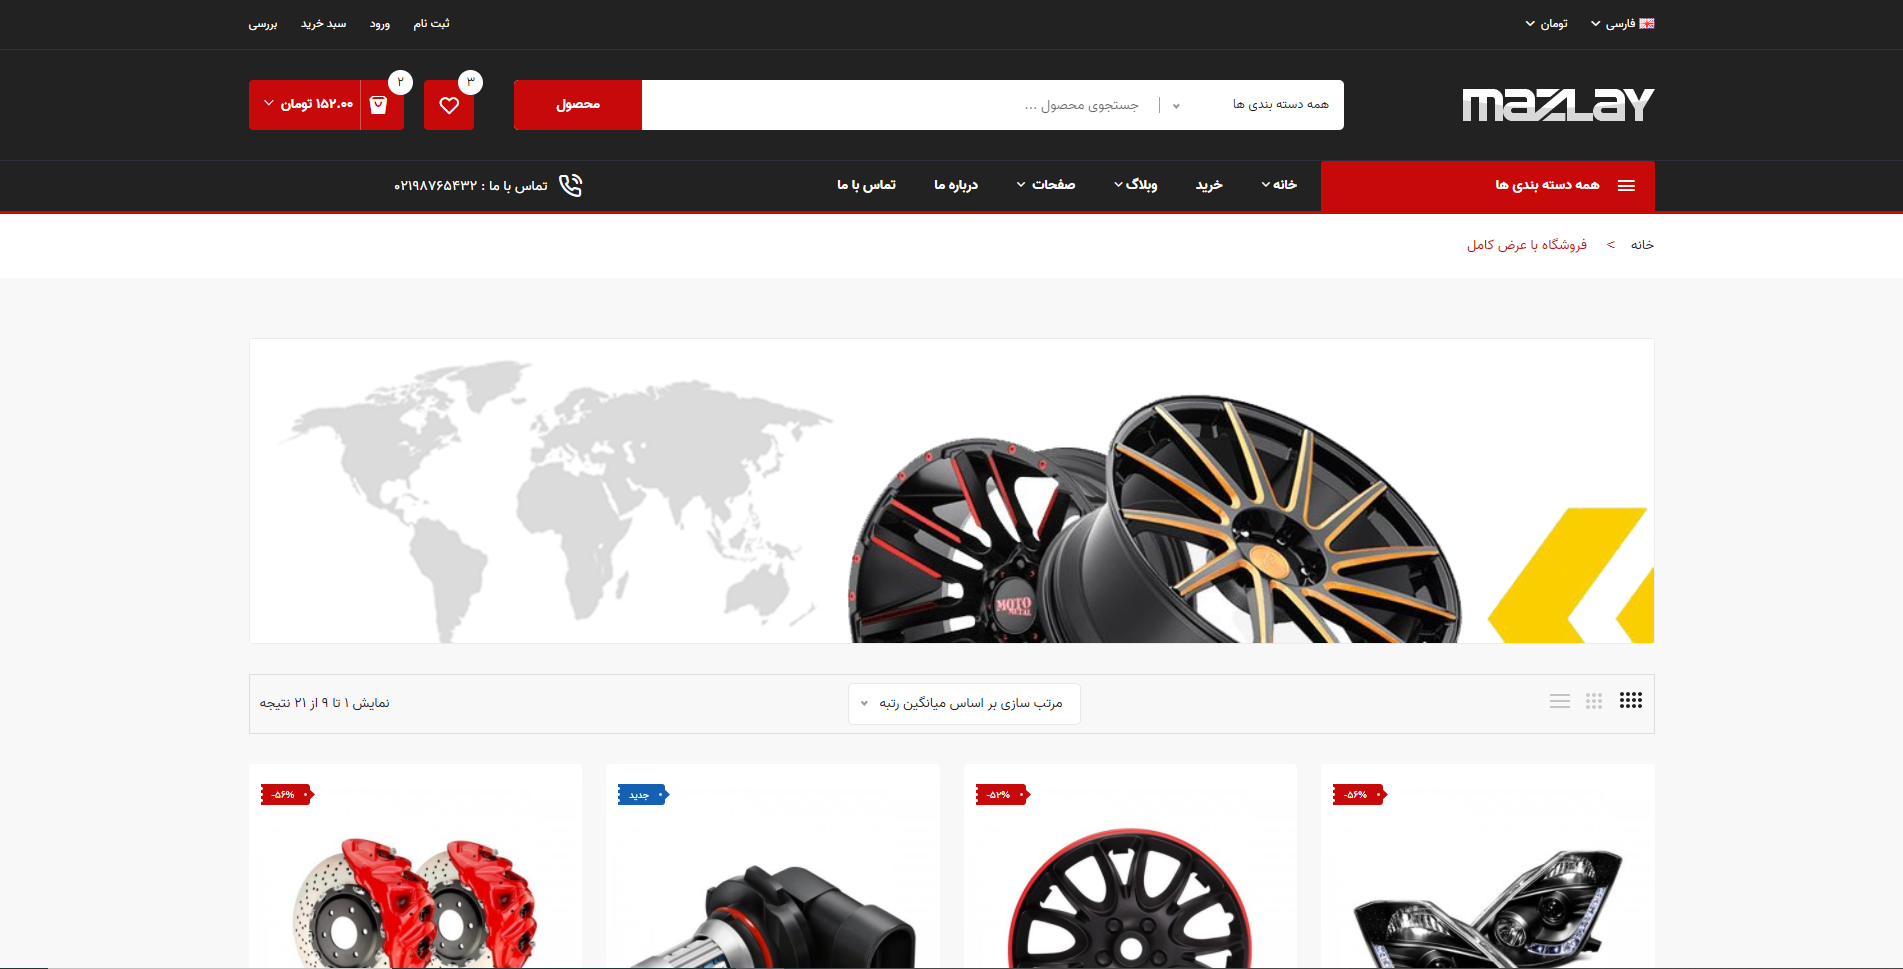 فارسی تومان ثبت نام ورود سبد خرید بررسی
mazlay
همه دسته بندی ها جستجوی محصول ... محصول ۳ ۲ ۱۵۲.۰۰ تومان
همه دسته بندی ها خانه خرید وبلاگ صفحات درباره ما تماس با ما تماس با ما : ۰۲۱۹۸۷۶۵۴۳۲
خانه > فروشگاه با عرض کامل
MOTO
METAL
مرتب سازی بر اساس میانگین رتبه نمایش ۱ تا ۹ از ۲۱ نتیجه
-۵۶% -۵۲% جدید -۵۶%